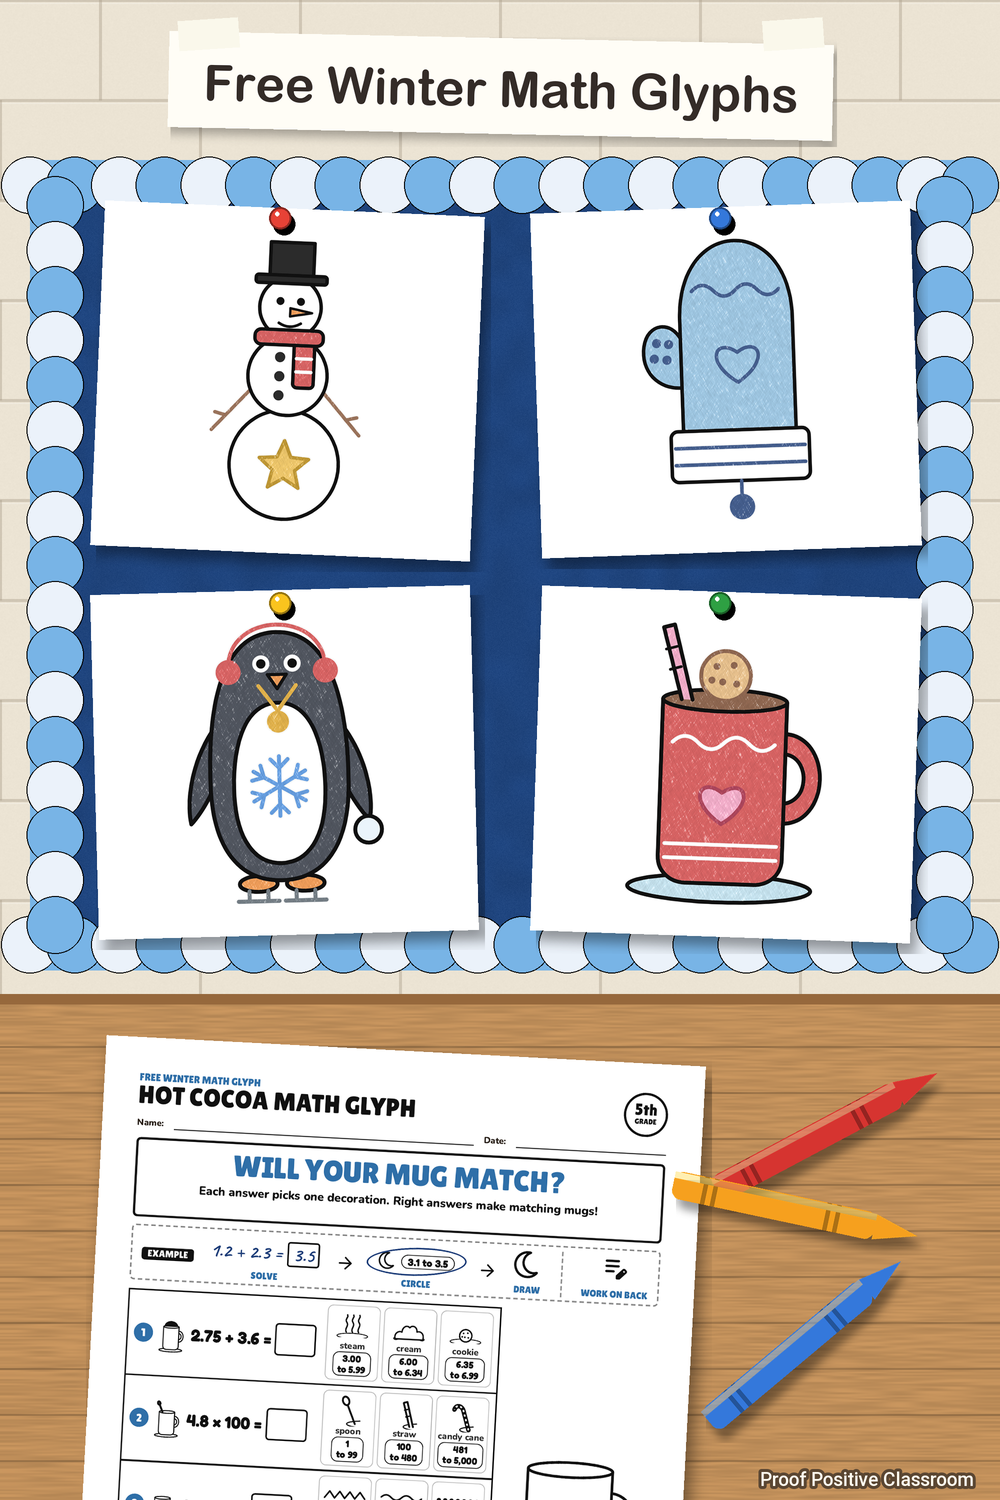 Free Winter Math Glyphs
FREE WINTER MATH GLYPH
HOT COCOA MATH GLYPH
5th
GRADE
Name:
Date:
WILL YOUR MUG MATCH?
Each answer picks one decoration. Right answers make matching mugs!
EXAMPLE
1.2 + 2.3 = 3.5
SOLVE
3.1 to 3.5
CIRCLE
DRAW
WORK ON BACK
1
2.75 + 3.6 =
steam
3.00
to 5.99
cream
6.00
to 6.34
cookie
6.35
to 6.99
2
4.8 × 100 =
spoon
1
to 99
straw
100
to 480
candy cane
481
to 5,000
Proof Positive Classroom